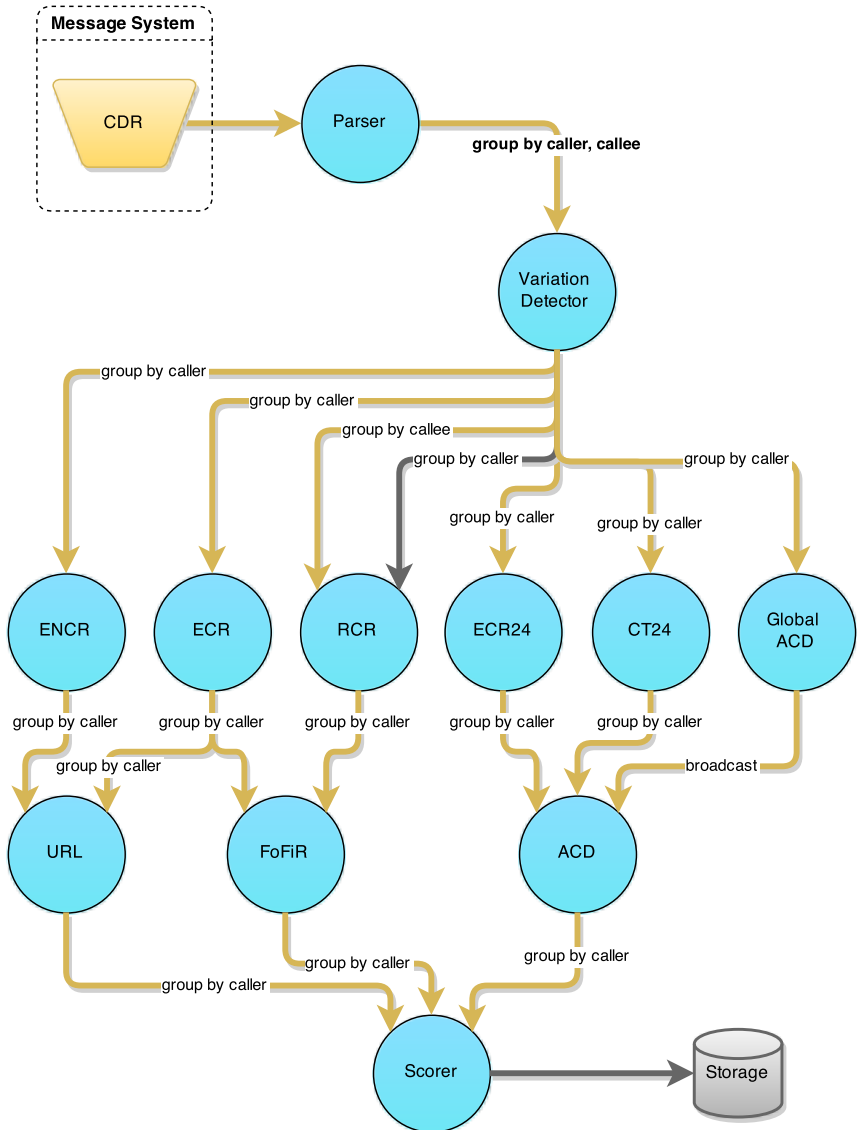 Message System
CDR
Parser
group by caller, callee
Variation
Detector
group by caller
group by caller
group by callee
group by caller
group by caller
group by caller
group by caller
ENCR
ECR
RCR
ECR24
CT24
Global
ACD
group by caller
group by caller
group by caller
group by caller
group by caller
group by caller
broadcast
URL
FoFiR
ACD
group by caller
group by caller
group by caller
Scorer
Storage